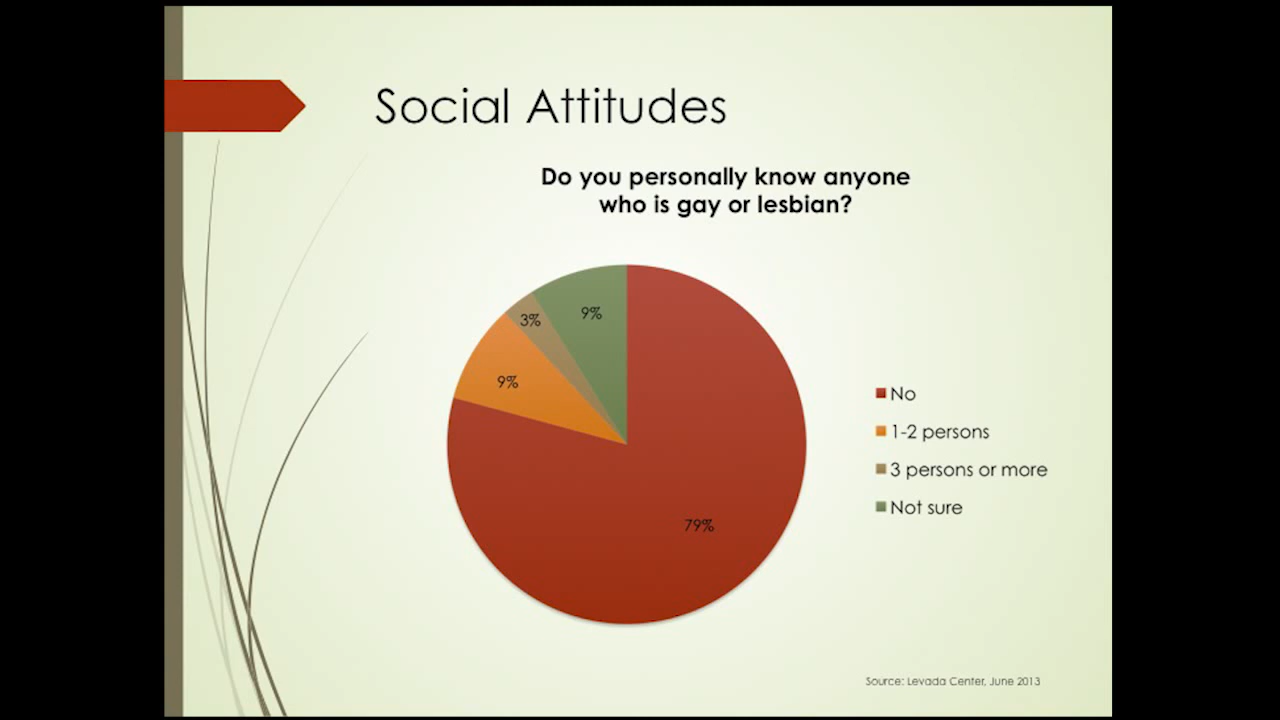 Social Attitudes
Do you personally know anyone
who is gay or lesbian?
9%
3%
9%
79%
No
1-2 persons
3 persons or more
Not sure
Source: Levada Center, June 2013